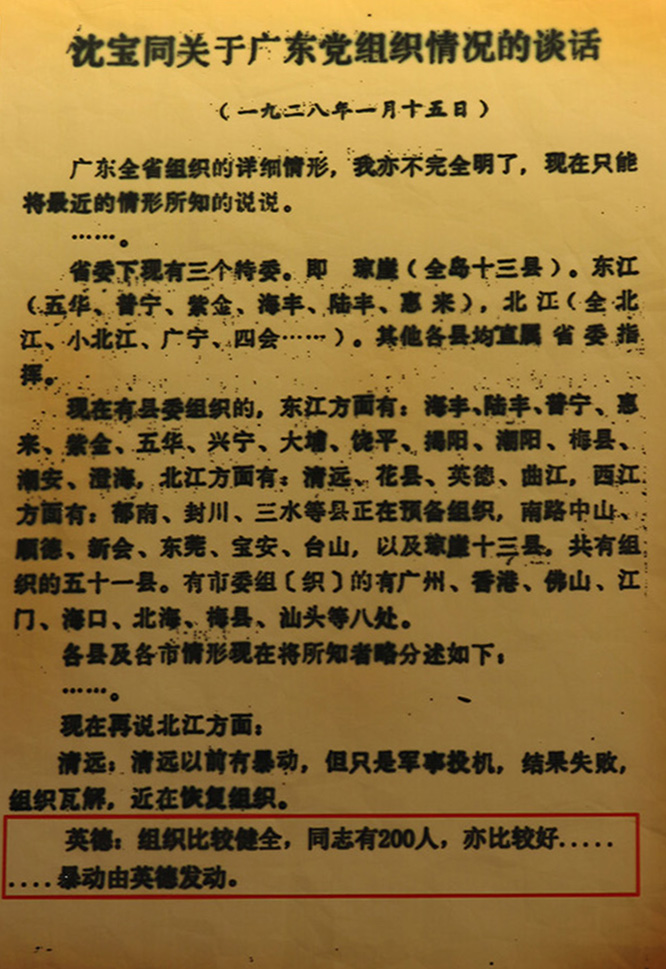 沈宝同关于广东党组织情况的谈话
（一九二八年一月十五日）
广东全省组织的详细情形，我亦不完全明了，现在只能
将最近的情形所知的说说。
……。
省委下现有三个特委。即　琼崖（全岛十三县）。东江
（五华、普宁、紫金、海丰、陆丰、惠来），北江（全北
江、小北江、广宁、四会……）。其他各县均直属省委指
挥。
现在有县委组织的，东江方面有：海丰、陆丰、普宁、惠
来、紫金、五华、兴宁、大埔、饶平、揭阳、潮阳、梅县、
潮安、澄海，北江方面有：清远、花县、英德、曲江，西江
方面有：郁南、封川、三水等县正在预备组织，南路中山、
顺德、新会、东莞、宝安、台山，以及琼崖十三县，共有组
织的五十一县。有市委组〔织〕的有广州、香港、佛山、江
门、海口、北海、梅县、汕头等八处。
各县及各市情形现在将所知者略分述如下：
……。
现在再说北江方面：
清远：清远以前有暴动，但只是军事投机，结果失败，
组织瓦解，近在恢复组织。
英德：组织比较健全，同志有200人，亦比较好.....
....暴动由英德发动。